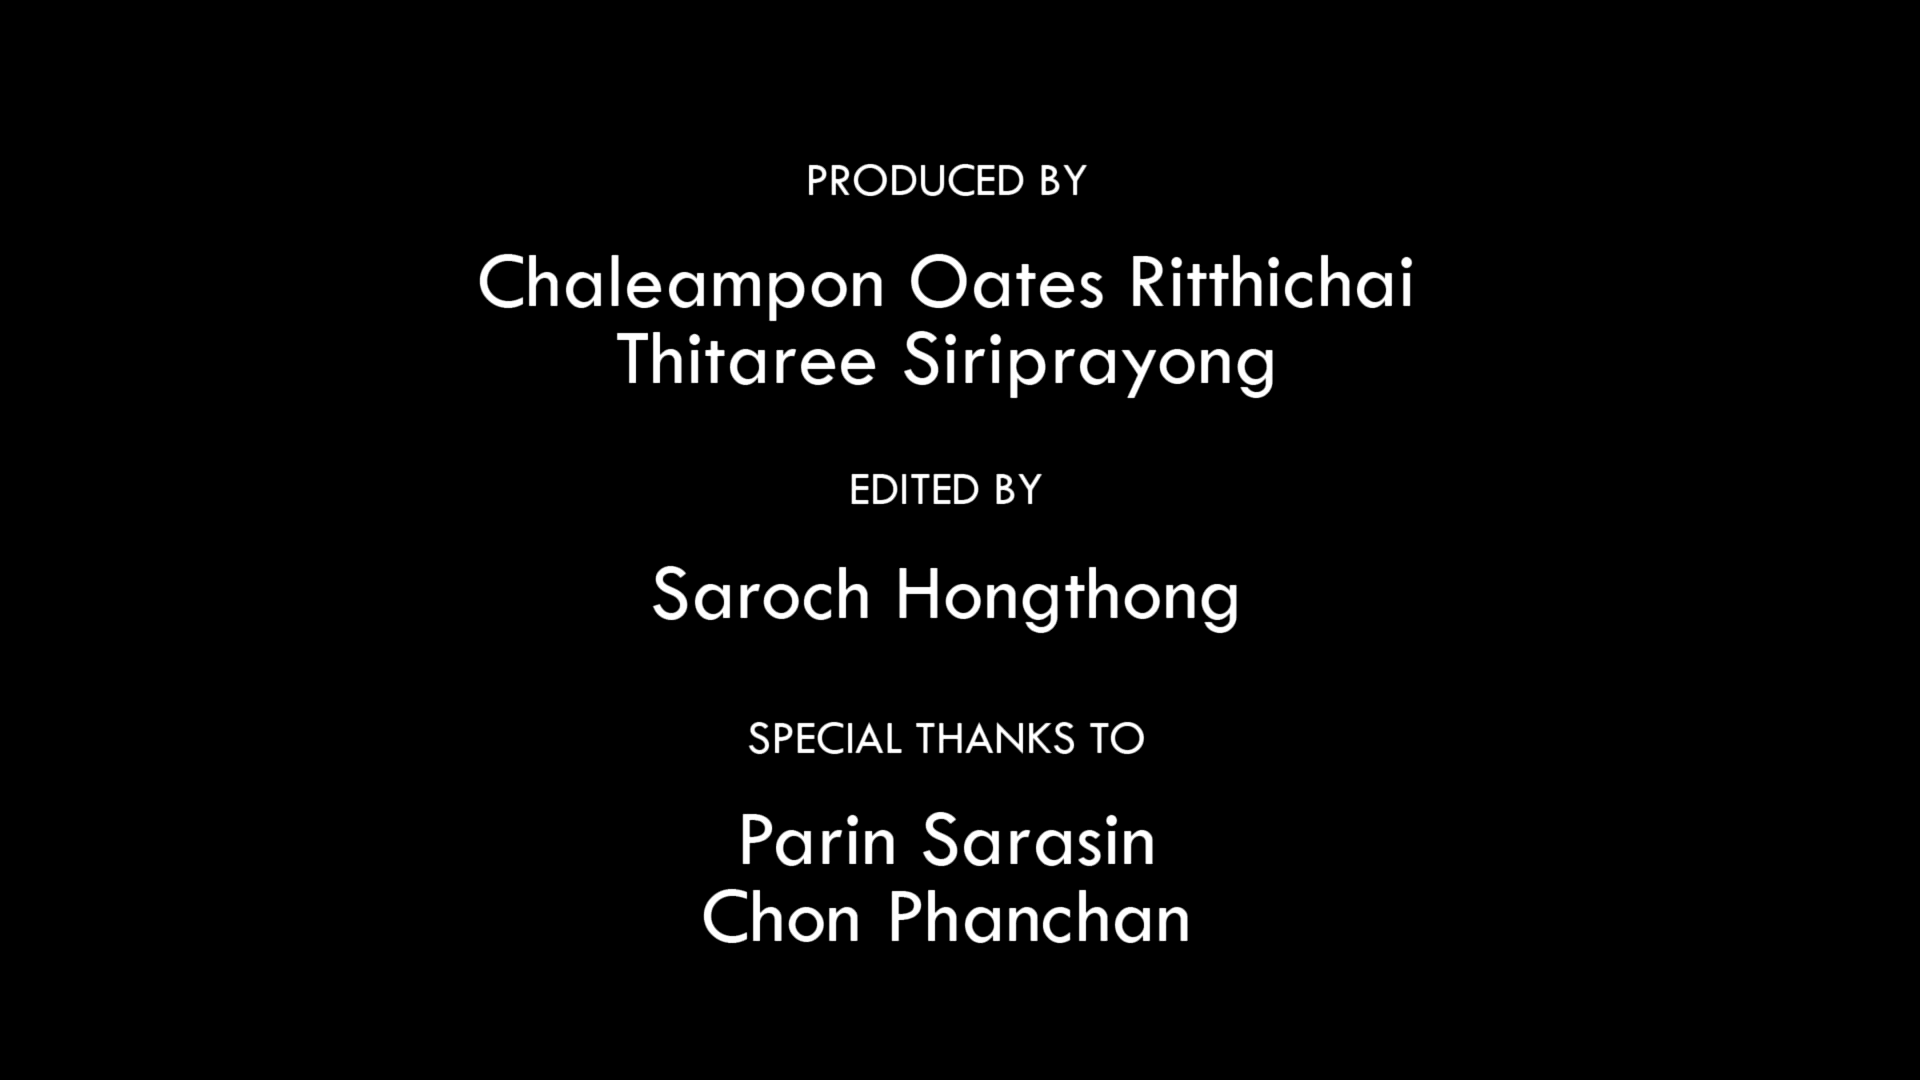 PRODUCED BY
Chaleampon Oates Ritthichai
Thitaree Siriprayong
EDITED BY
Saroch Hongthong
SPECIAL THANKS TO
Parin Sarasin
Chon Phanchan